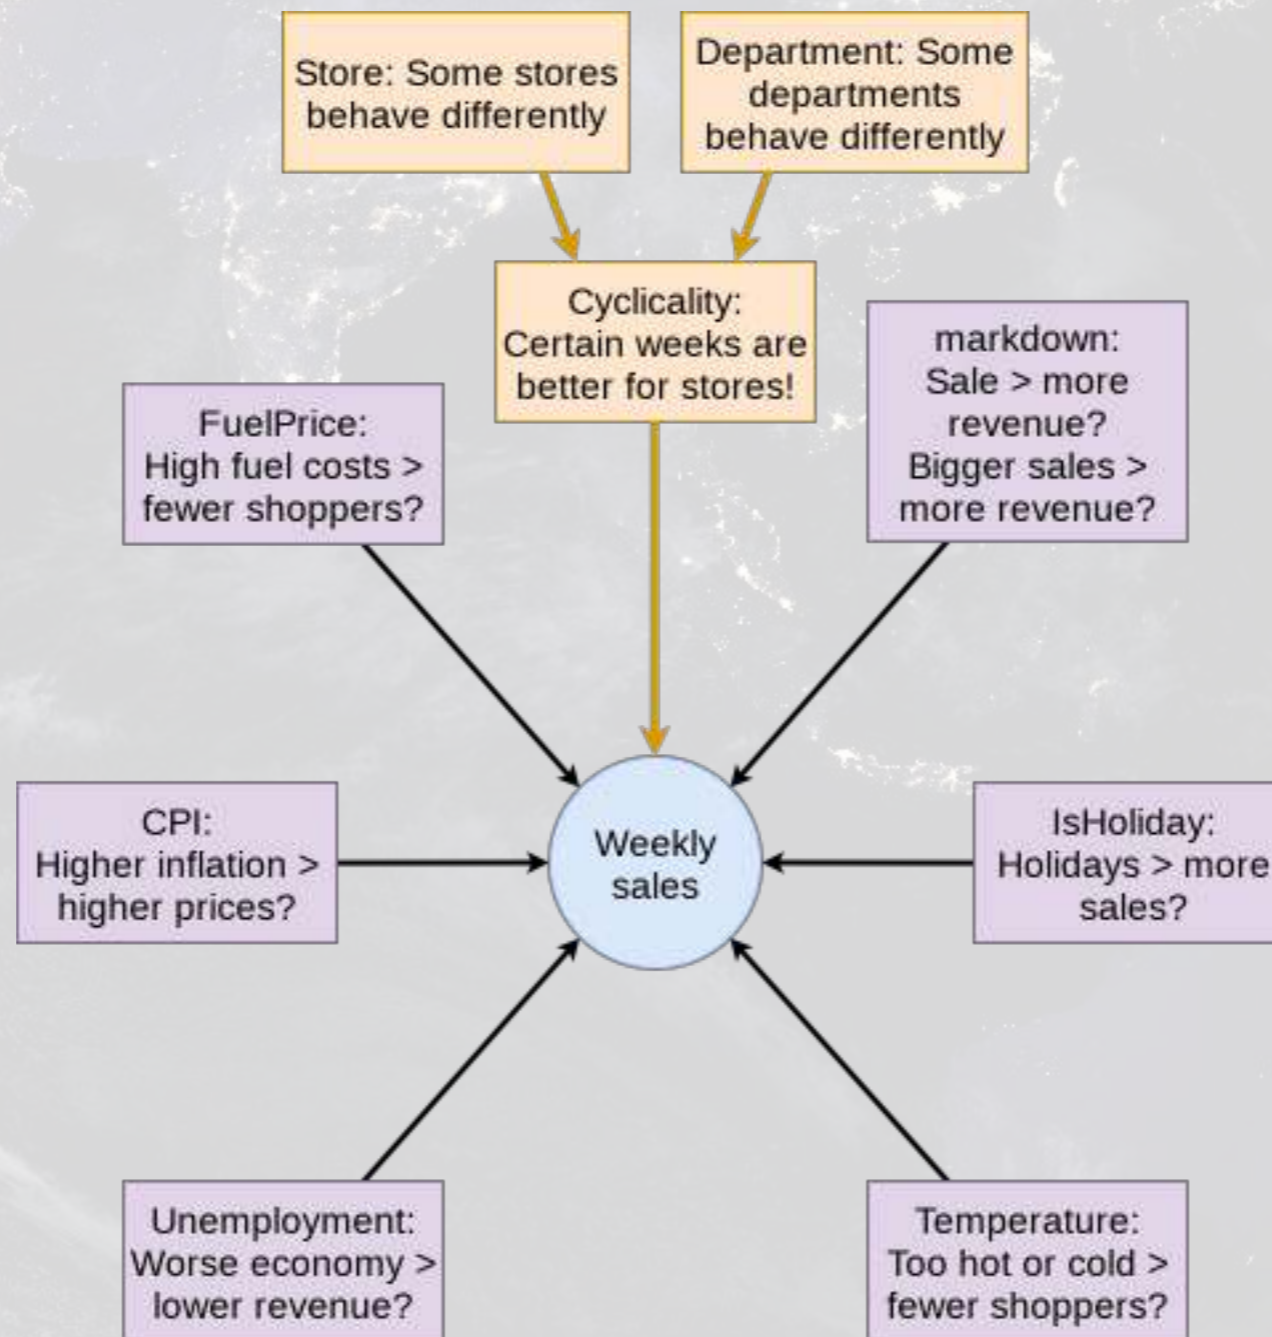 Store: Some stores
behave differently
Department: Some
departments
behave differently
Cyclicality:
Certain weeks are
better for stores!
markdown:
Sale > more
revenue?
Bigger sales >
more revenue?
FuelPrice:
High fuel costs >
fewer shoppers?
CPI:
Higher inflation >
higher prices?
Weekly
sales
IsHoliday:
Holidays > more
sales?
Unemployment:
Worse economy >
lower revenue?
Temperature:
Too hot or cold >
fewer shoppers?